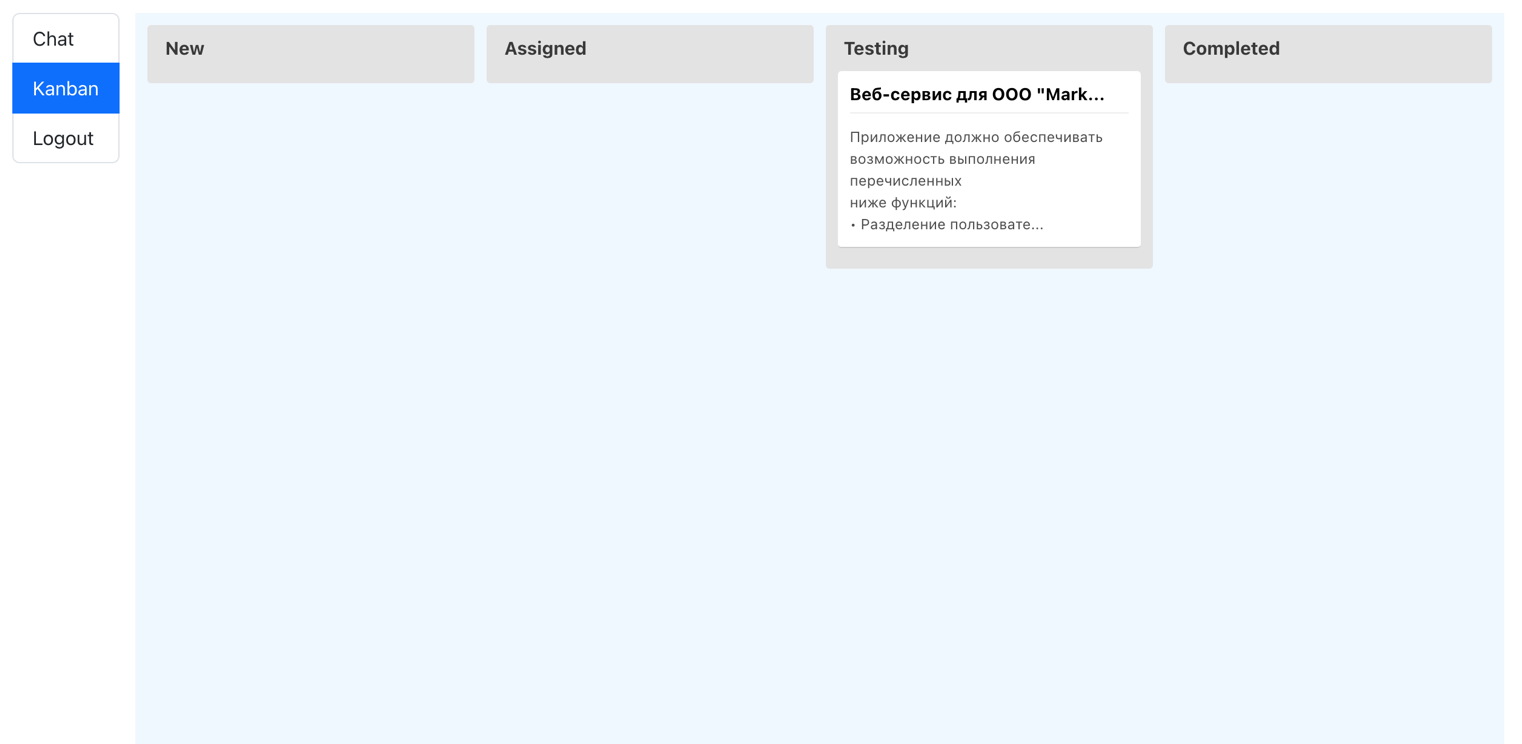 Chat
Kanban
Logout
New
Assigned
Testing
Веб-сервис для ООО "Mark...
Приложение должно обеспечивать
возможность выполнения
перечисленных
ниже функций:
• Разделение пользовате...
Completed